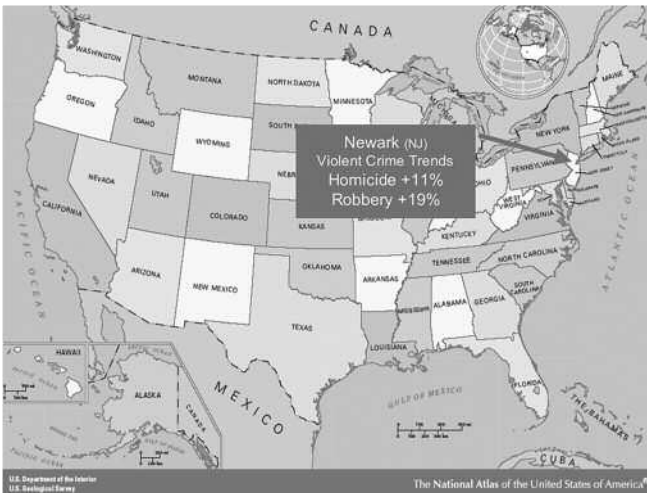 CANADA
WASHINGTON
MONTANA
NORTH DAKOTA
MINNESOTA
MICHIGAN
MAINE
OREGON
IDAHO
WYOMING
SOUTH
NEW YORK
Newark (NJ)
Violent Crime Trends
Homicide +11%
Robbery +19%
NEBR
PENNSYLVANIA
OHIO
NEVADA
UTAH
COLORADO
KANSAS
WEST
VIRGINIA
VIRGINIA
KENTUCKY
CALIFORNIA
ARIZONA
NEW MEXICO
OKLAHOMA
ARKANSAS
TENNESSEE
NORTH CAROLINA
SOUTH
CAROLINA
MISSISSIPPI
ALABAMA
GEORGIA
TEXAS
LOUISIANA
FLORIDA
PACIFIC OCEAN
ATLANTIC OCEAN
HAWAII
ALASKA
CANADA
MEXICO
GULF OF MEXICO
THE BAHAMAS
CUBA
U.S. Department of the Interior
U.S. Geological Survey
The National Atlas of the United States of America®